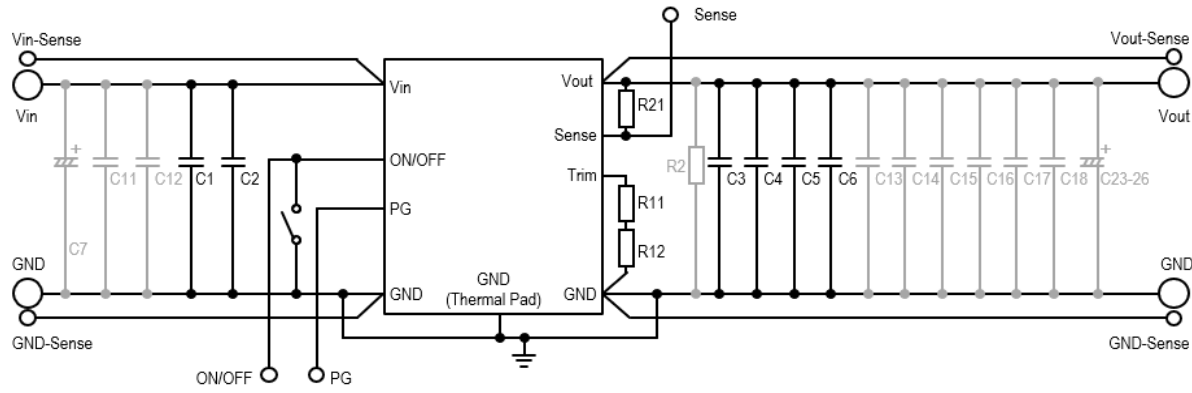 Sense
Vin-Sense
Vout-Sense
Vin
Vin
Vout
Vout
R21
Sense
+
+
ON/OFF
Trim
R2
C11 C12 C1 C2
C3 C4 C5 C6 C13 C14 C15 C16 C17 C18 C23-26
PG
R11
C7
R12
GND
GND
(Thermal Pad)
GND
GND
GND
GND
GND-Sense
GND-Sense
ON/OFF
PG